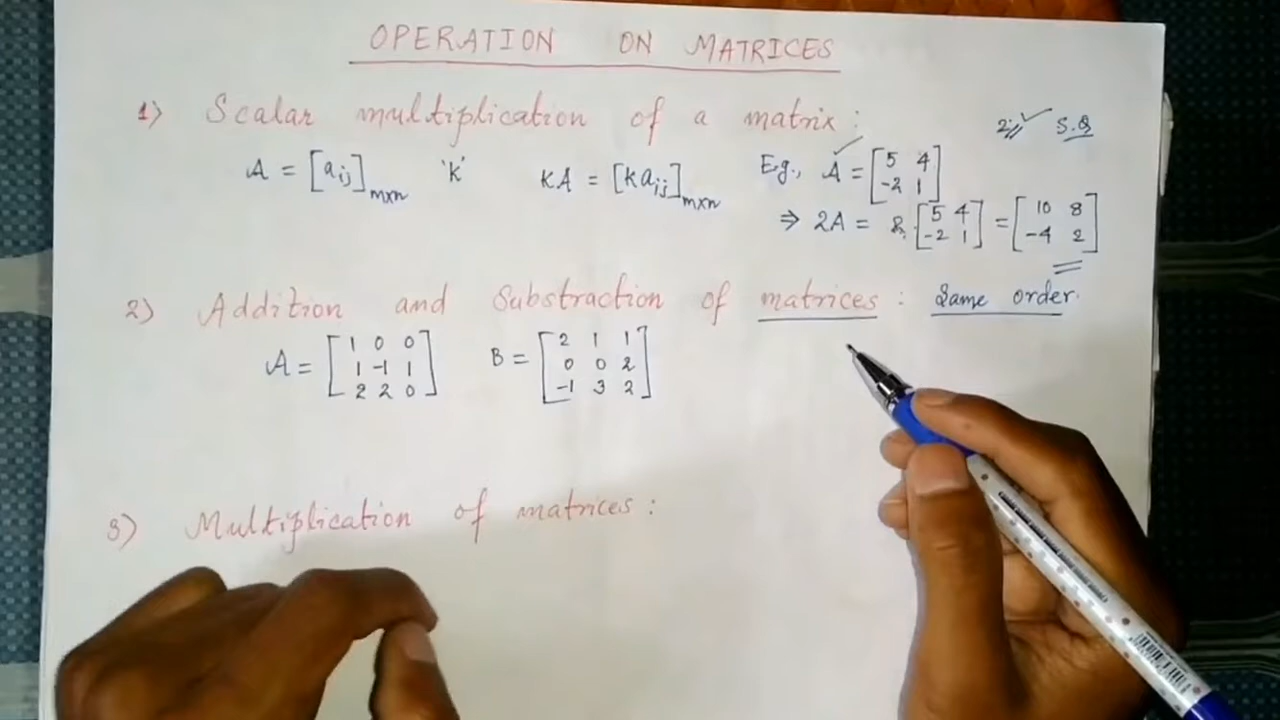 OPERATION ON MATRICES
1) Scalar multiplication of a matrix :
2 S.Q
A = [aij]m×n 'K' KA = [Kaij]m×n Eg., A = [5 4
-2 1]
⇒ 2A = 2. [5 4
-2 1] = [10 8
-4 2]
2) Addition and Substraction of matrices : Same order.
A = [1 0 0
1 -1 1
2 2 0] B = [2 1 1
0 0 2
-1 3 2]
3) Multiplication of matrices :